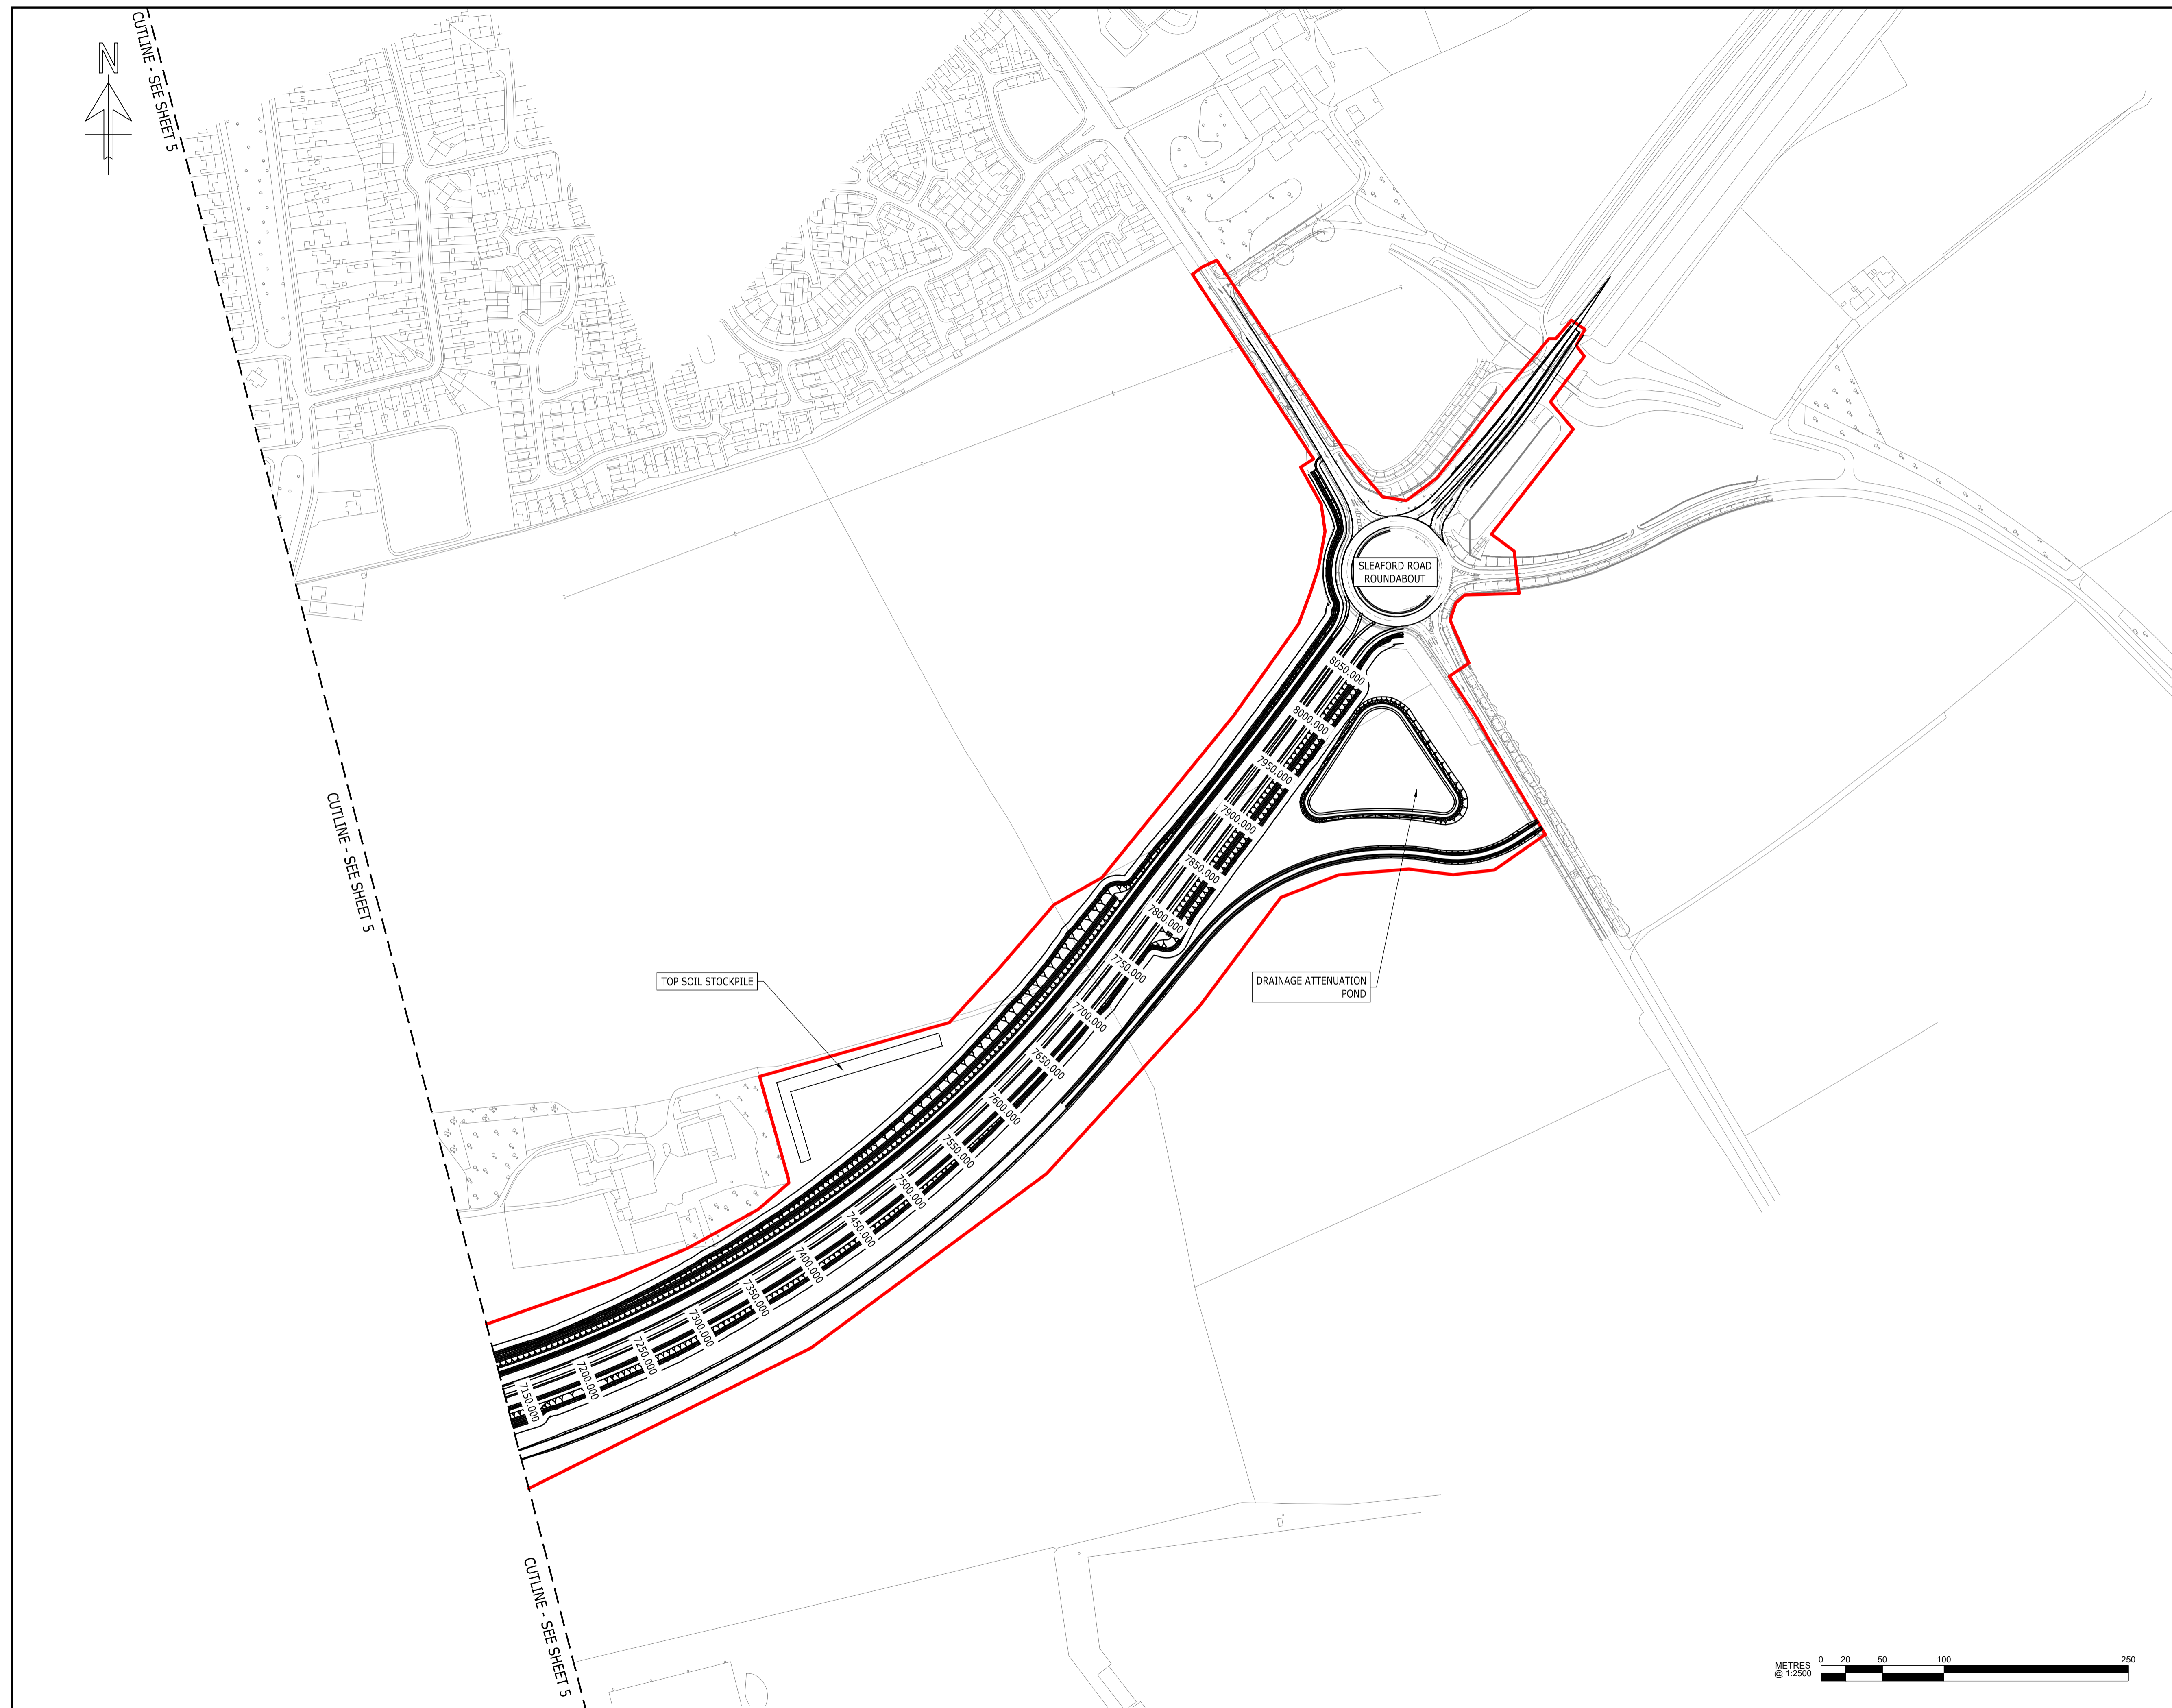 N
CUTLINE - SEE SHEET 5
SLEAFORD ROAD
ROUNDABOUT
8050.000
8000.000
7950.000
7900.000
7850.000
7800.000
7750.000
7700.000
7650.000
7600.000
7550.000
7500.000
7450.000
7400.000
7350.000
7300.000
7250.000
7200.000
7150.000
CUTLINE - SEE SHEET 5
TOP SOIL STOCKPILE
DRAINAGE ATTENUATION
POND
CUTLINE - SEE SHEET 5
METRES
@ 1:2500
0 20 50 100 250